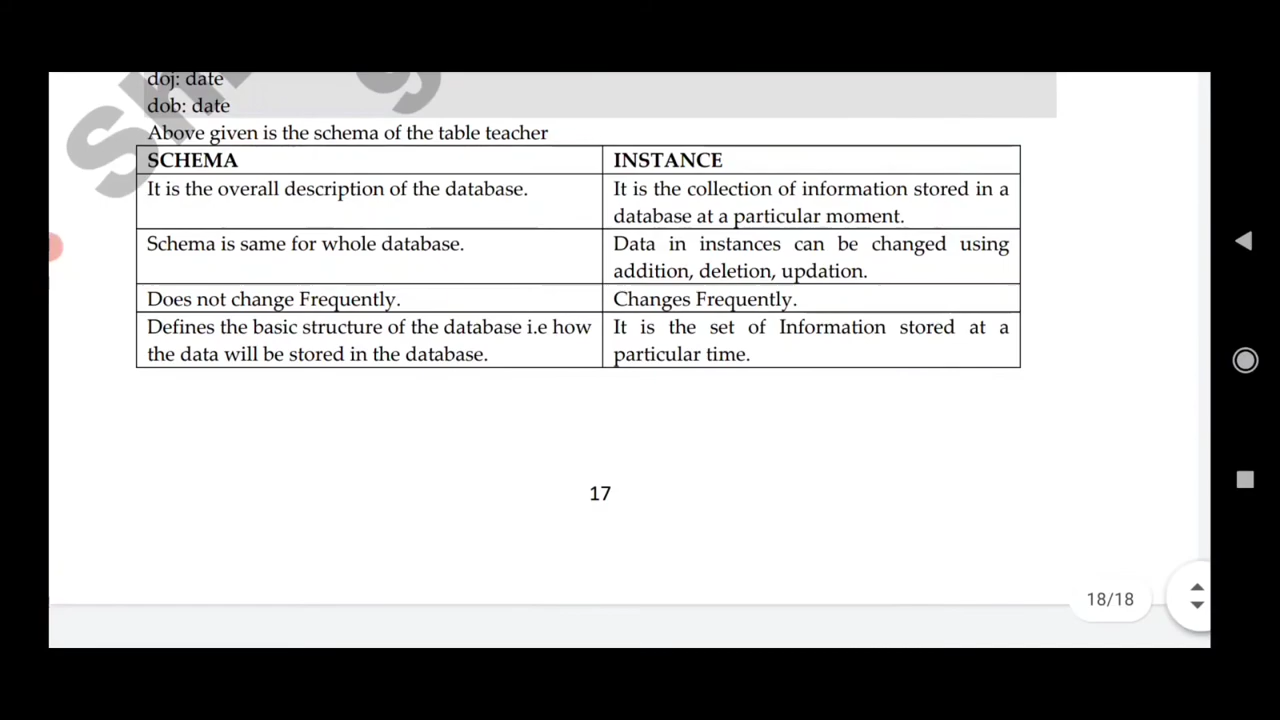 doj: date
dob: date
Above given is the schema of the table teacher
SCHEMA
INSTANCE
It is the overall description of the database.
It is the collection of information stored in a
database at a particular moment.
Schema is same for whole database.
Data in instances can be changed using
addition, deletion, updation.
Does not change Frequently.
Changes Frequently.
Defines the basic structure of the database i.e how
the data will be stored in the database.
It is the set of Information stored at a
particular time.
17
18/18